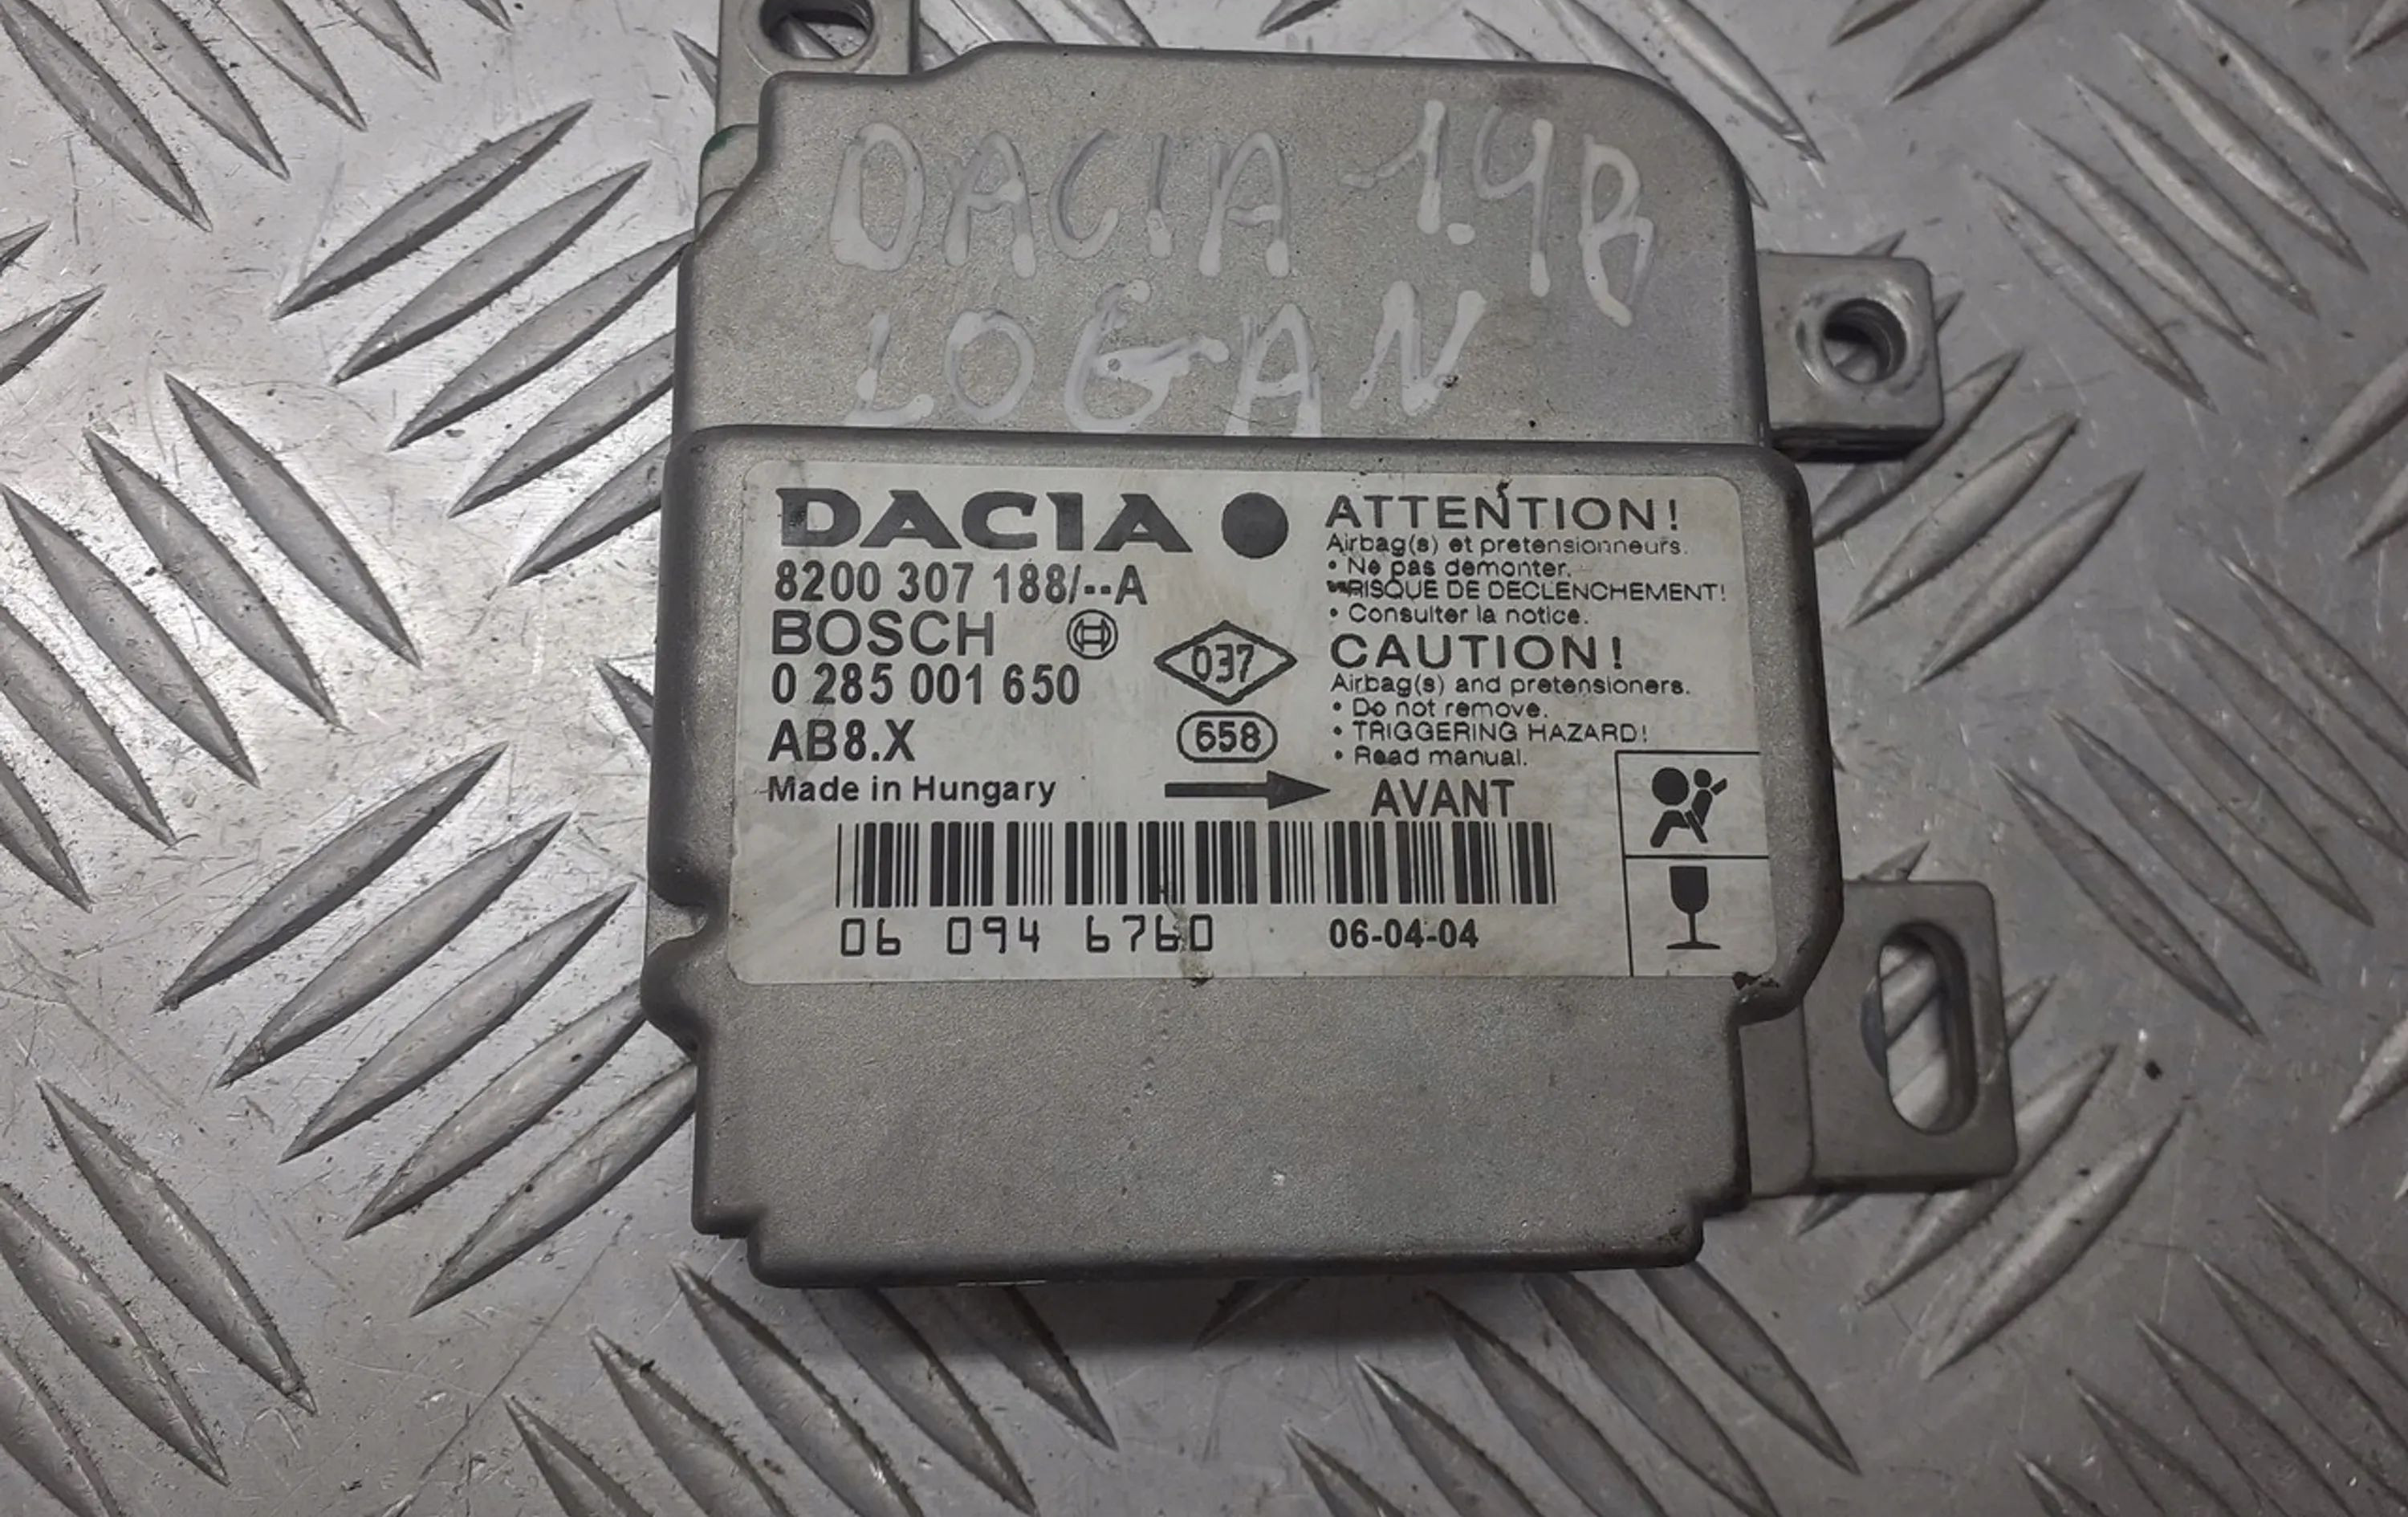 DACIA 1.4B
LOGAN
DACIA
8200 307 188/--A
BOSCH
0 285 001 650
AB8.X
Made in Hungary
037
658
ATTENTION!
Airbag(s) et pretensionneurs.
• Ne pas demonter.
RISQUE DE DECLENCHEMENT!
• Consulter la notice.
CAUTION!
Airbag(s) and pretensioners.
• Do not remove.
• TRIGGERING HAZARD!
• Read manual.
AVANT
06 094 6760 06-04-04